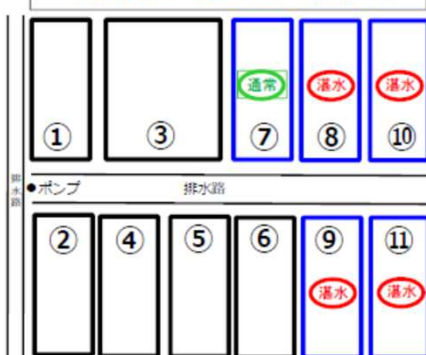 通常
湛水
湛水
①
③
⑦
⑧
⑩
排水路
●ポンプ
排水路
②
④
⑤
⑥
⑨
⑪
湛水
湛水